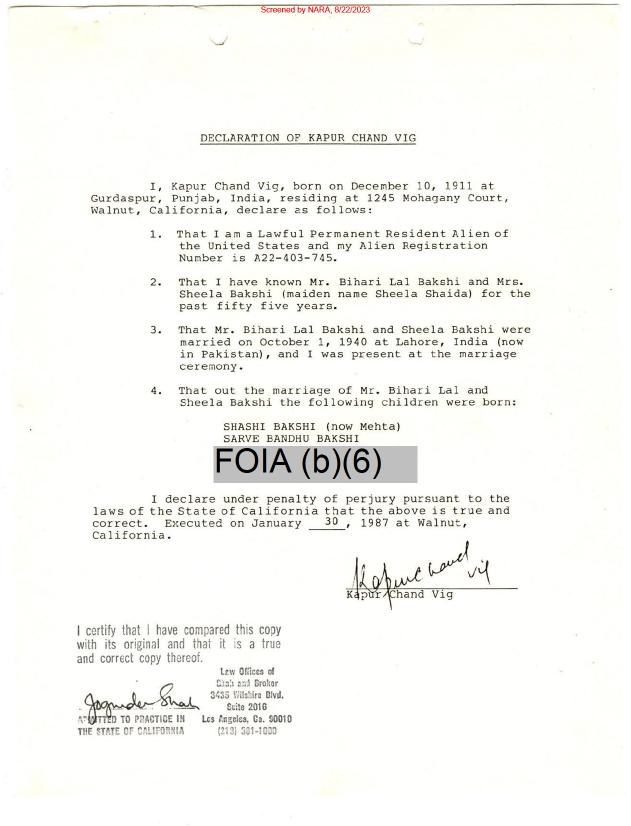 Screened by NARA, 8/22/2023
DECLARATION OF KAPUR CHAND VIG
I, Kapur Chand Vig, born on December 10, 1911 at
Gurdaspur, Punjab, India, residing at 1245 Mohagany Court,
Walnut, California, declare as follows:
1. That I am a Lawful Permanent Resident Alien of
the United States and my Alien Registration
Number is A22-403-745.
2. That I have known Mr. Bihari Lal Bakshi and Mrs.
Sheela Bakshi (maiden name Sheela Shaida) for the
past fifty five years.
3. That Mr. Bihari Lal Bakshi and Sheela Bakshi were
married on October 1, 1940 at Lahore, India (now
in Pakistan), and I was present at the marriage
ceremony.
4. That out the marriage of Mr. Bihari Lal and
Sheela Bakshi the following children were born:
SHASHI BAKSHI (now Mehta)
SARVE BANDHU BAKSHI
FOIA (b)(6)
I declare under penalty of perjury pursuant to the
laws of the State of California that the above is true and
correct. Executed on January 30, 1987 at Walnut,
California.
Kapur Chand Vig
Kapur Chand Vig
I certify that I have compared this copy
with its original and that it is a true
and correct copy thereof.
Law Offices of
Shah and Broker
3435 Wilshire Blvd.
Suite 2016
Los Angeles, Ca. 90010
(213) 381-1000
Joginder Shah
ADMITTED TO PRACTICE IN
THE STATE OF CALIFORNIA